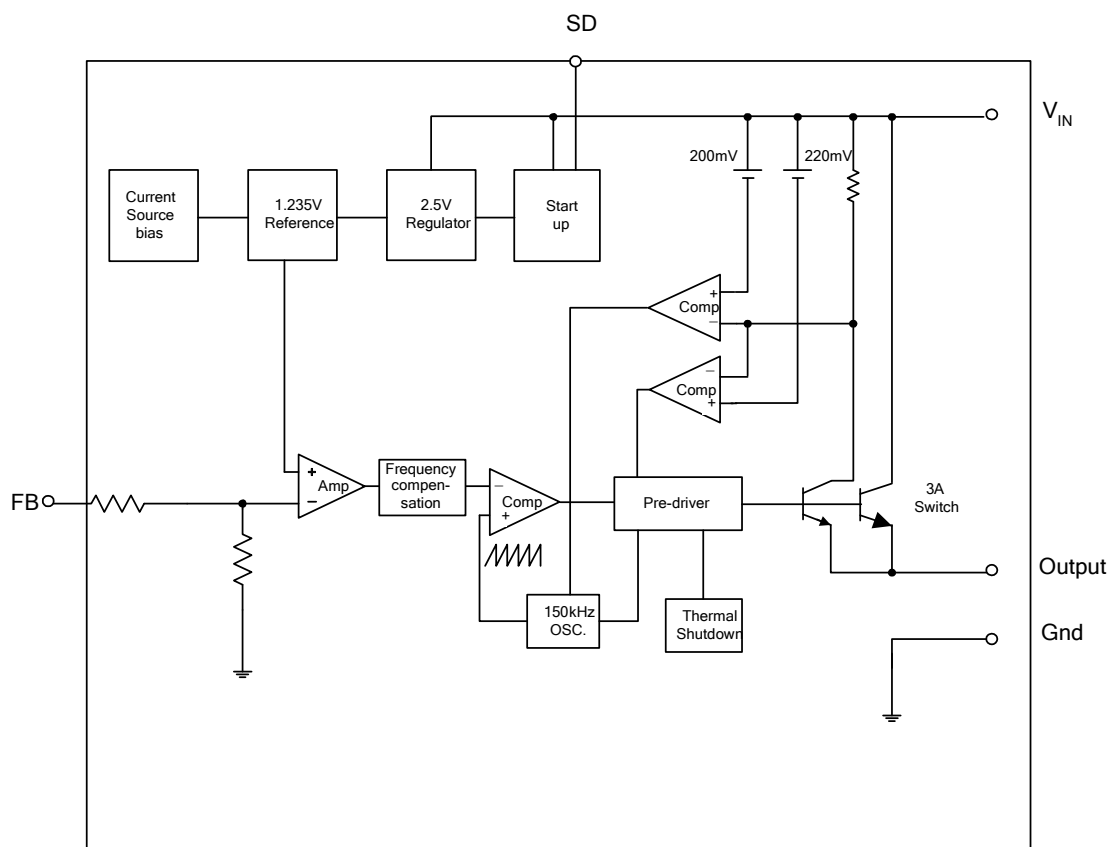 SD
V_IN
200mV
220mV
Current
Source
bias
1.235V
Reference
2.5V
Regulator
Start
up
+
Comp
−
−
Comp
+
FB
+
Amp
−
Frequency
compen-
sation
−
Comp
+
Pre-driver
3A
Switch
Output
150kHz
OSC.
Thermal
Shutdown
Gnd